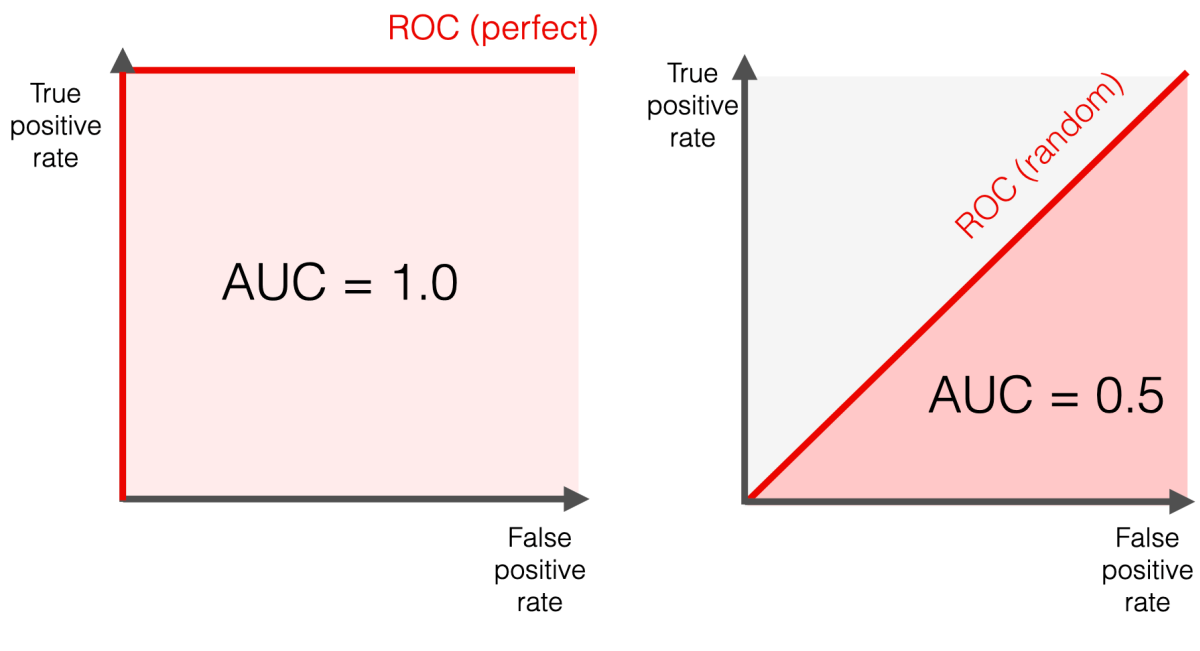 ROC (perfect)
True
positive
rate
AUC = 1.0
False
positive
rate
True
positive
rate
ROC (random)
AUC = 0.5
False
positive
rate